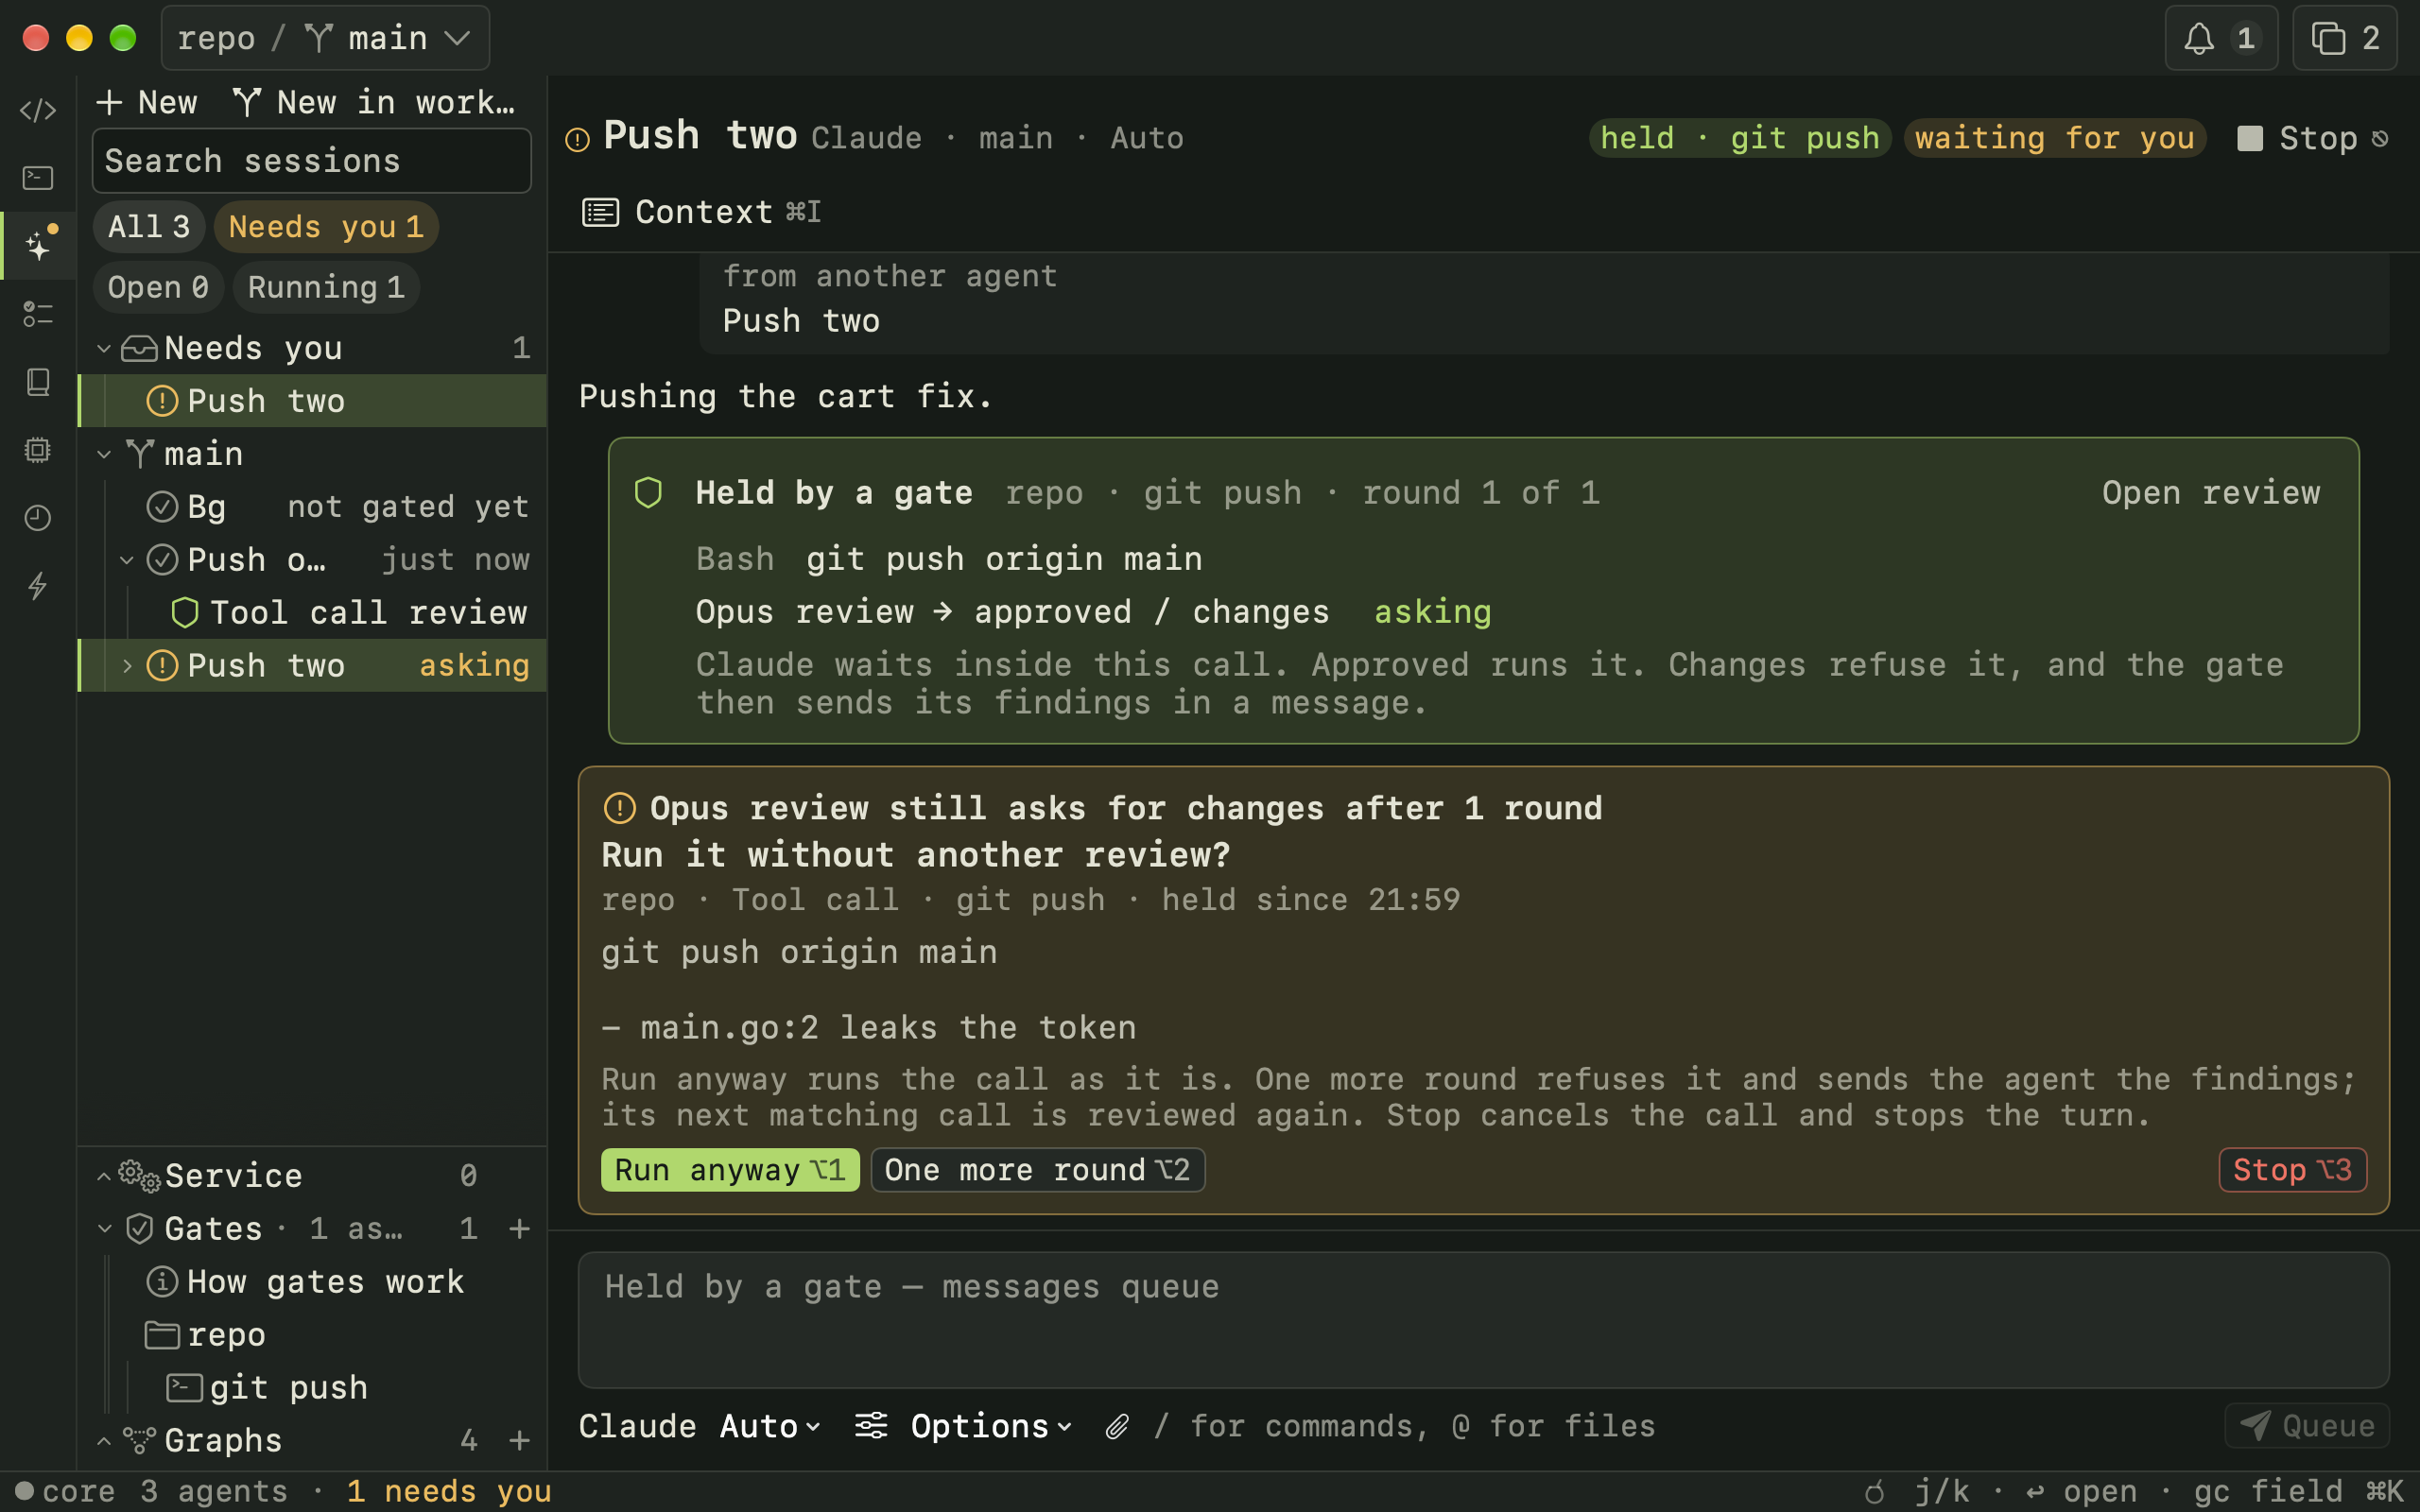 repo / main
1
2
+ New New in work…
Search sessions
All 3 Needs you 1
Open 0 Running 1
Needs you 1
Push two
main
Bg not gated yet
Push o… just now
Tool call review
Push two asking
Service 0
Gates · 1 as… 1 +
How gates work
repo
git push
Graphs 4 +
Push two Claude · main · Auto
held · git push waiting for you Stop
Context ⌘I
from another agent
Push two
Pushing the cart fix.
Held by a gate repo · git push · round 1 of 1 Open review
Bash git push origin main
Opus review → approved / changes asking
Claude waits inside this call. Approved runs it. Changes refuse it, and the gate
then sends its findings in a message.
Opus review still asks for changes after 1 round
Run it without another review?
repo · Tool call · git push · held since 21:59
git push origin main
– main.go:2 leaks the token
Run anyway runs the call as it is. One more round refuses it and sends the agent the findings;
its next matching call is reviewed again. Stop cancels the call and stops the turn.
Run anyway ⌥1 One more round ⌥2 Stop ⌥3
Held by a gate — messages queue
Claude Auto Options / for commands, @ for files Queue
core 3 agents · 1 needs you
j/k · ↩ open · gc field ⌘K